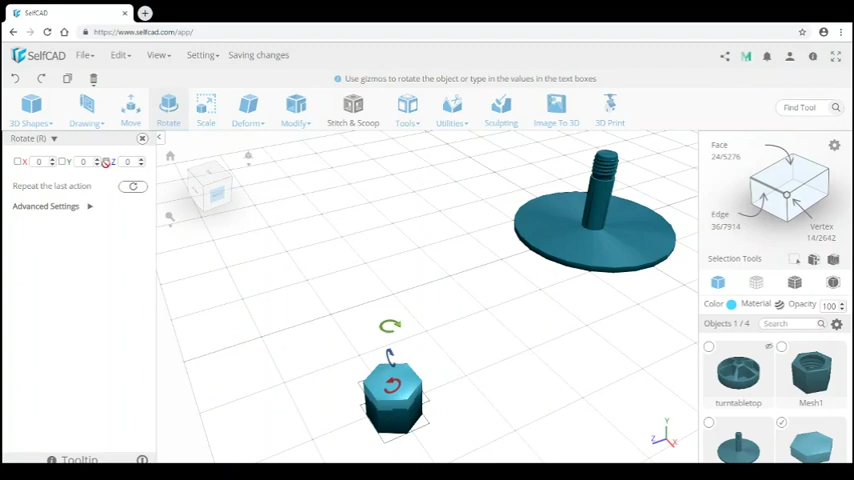 SelfCAD
https://www.selfcad.com/app/
SelfCAD File Edit View Setting Saving changes
Use gizmos to rotate the object or type in the values in the text boxes
3D Shapes Drawing Move Rotate Scale Deform Modify Stitch & Scoop Tools Utilities Sculpting Image To 3D 3D Print Find Tool
Rotate (R)
X 0 Y 0 Z 0
Repeat the last action
Advanced Settings
Face
24/5276
Edge
36/7914
Vertex
14/2642
Selection Tools
Color Material Opacity 100
Objects 1 / 4 Search
turntabletop Mesh1
Y
Z X
Tooltip